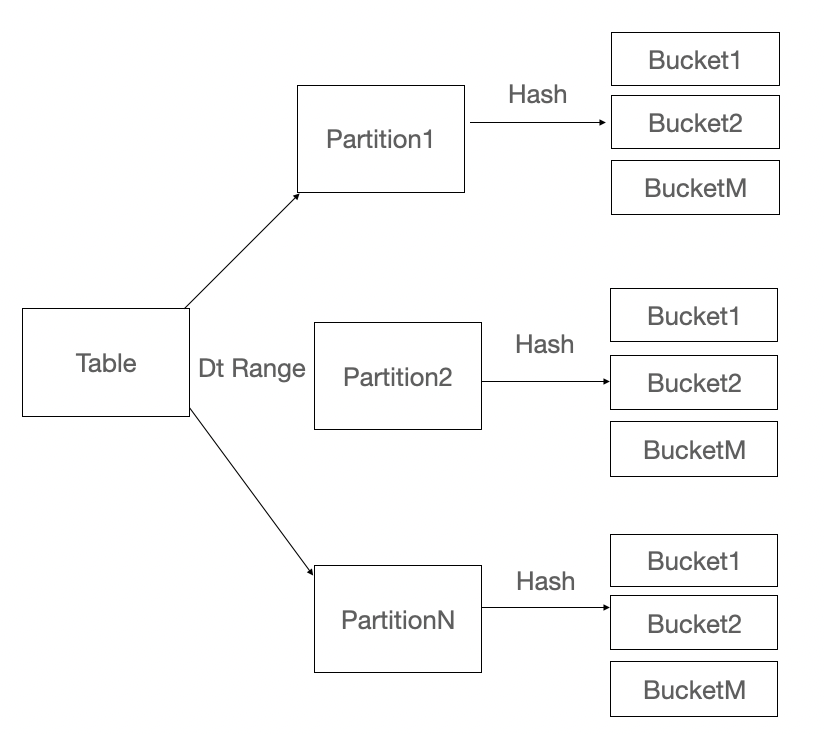 Table
Dt Range
Partition1
Hash
Bucket1
Bucket2
BucketM
Partition2
Hash
Bucket1
Bucket2
BucketM
PartitionN
Hash
Bucket1
Bucket2
BucketM